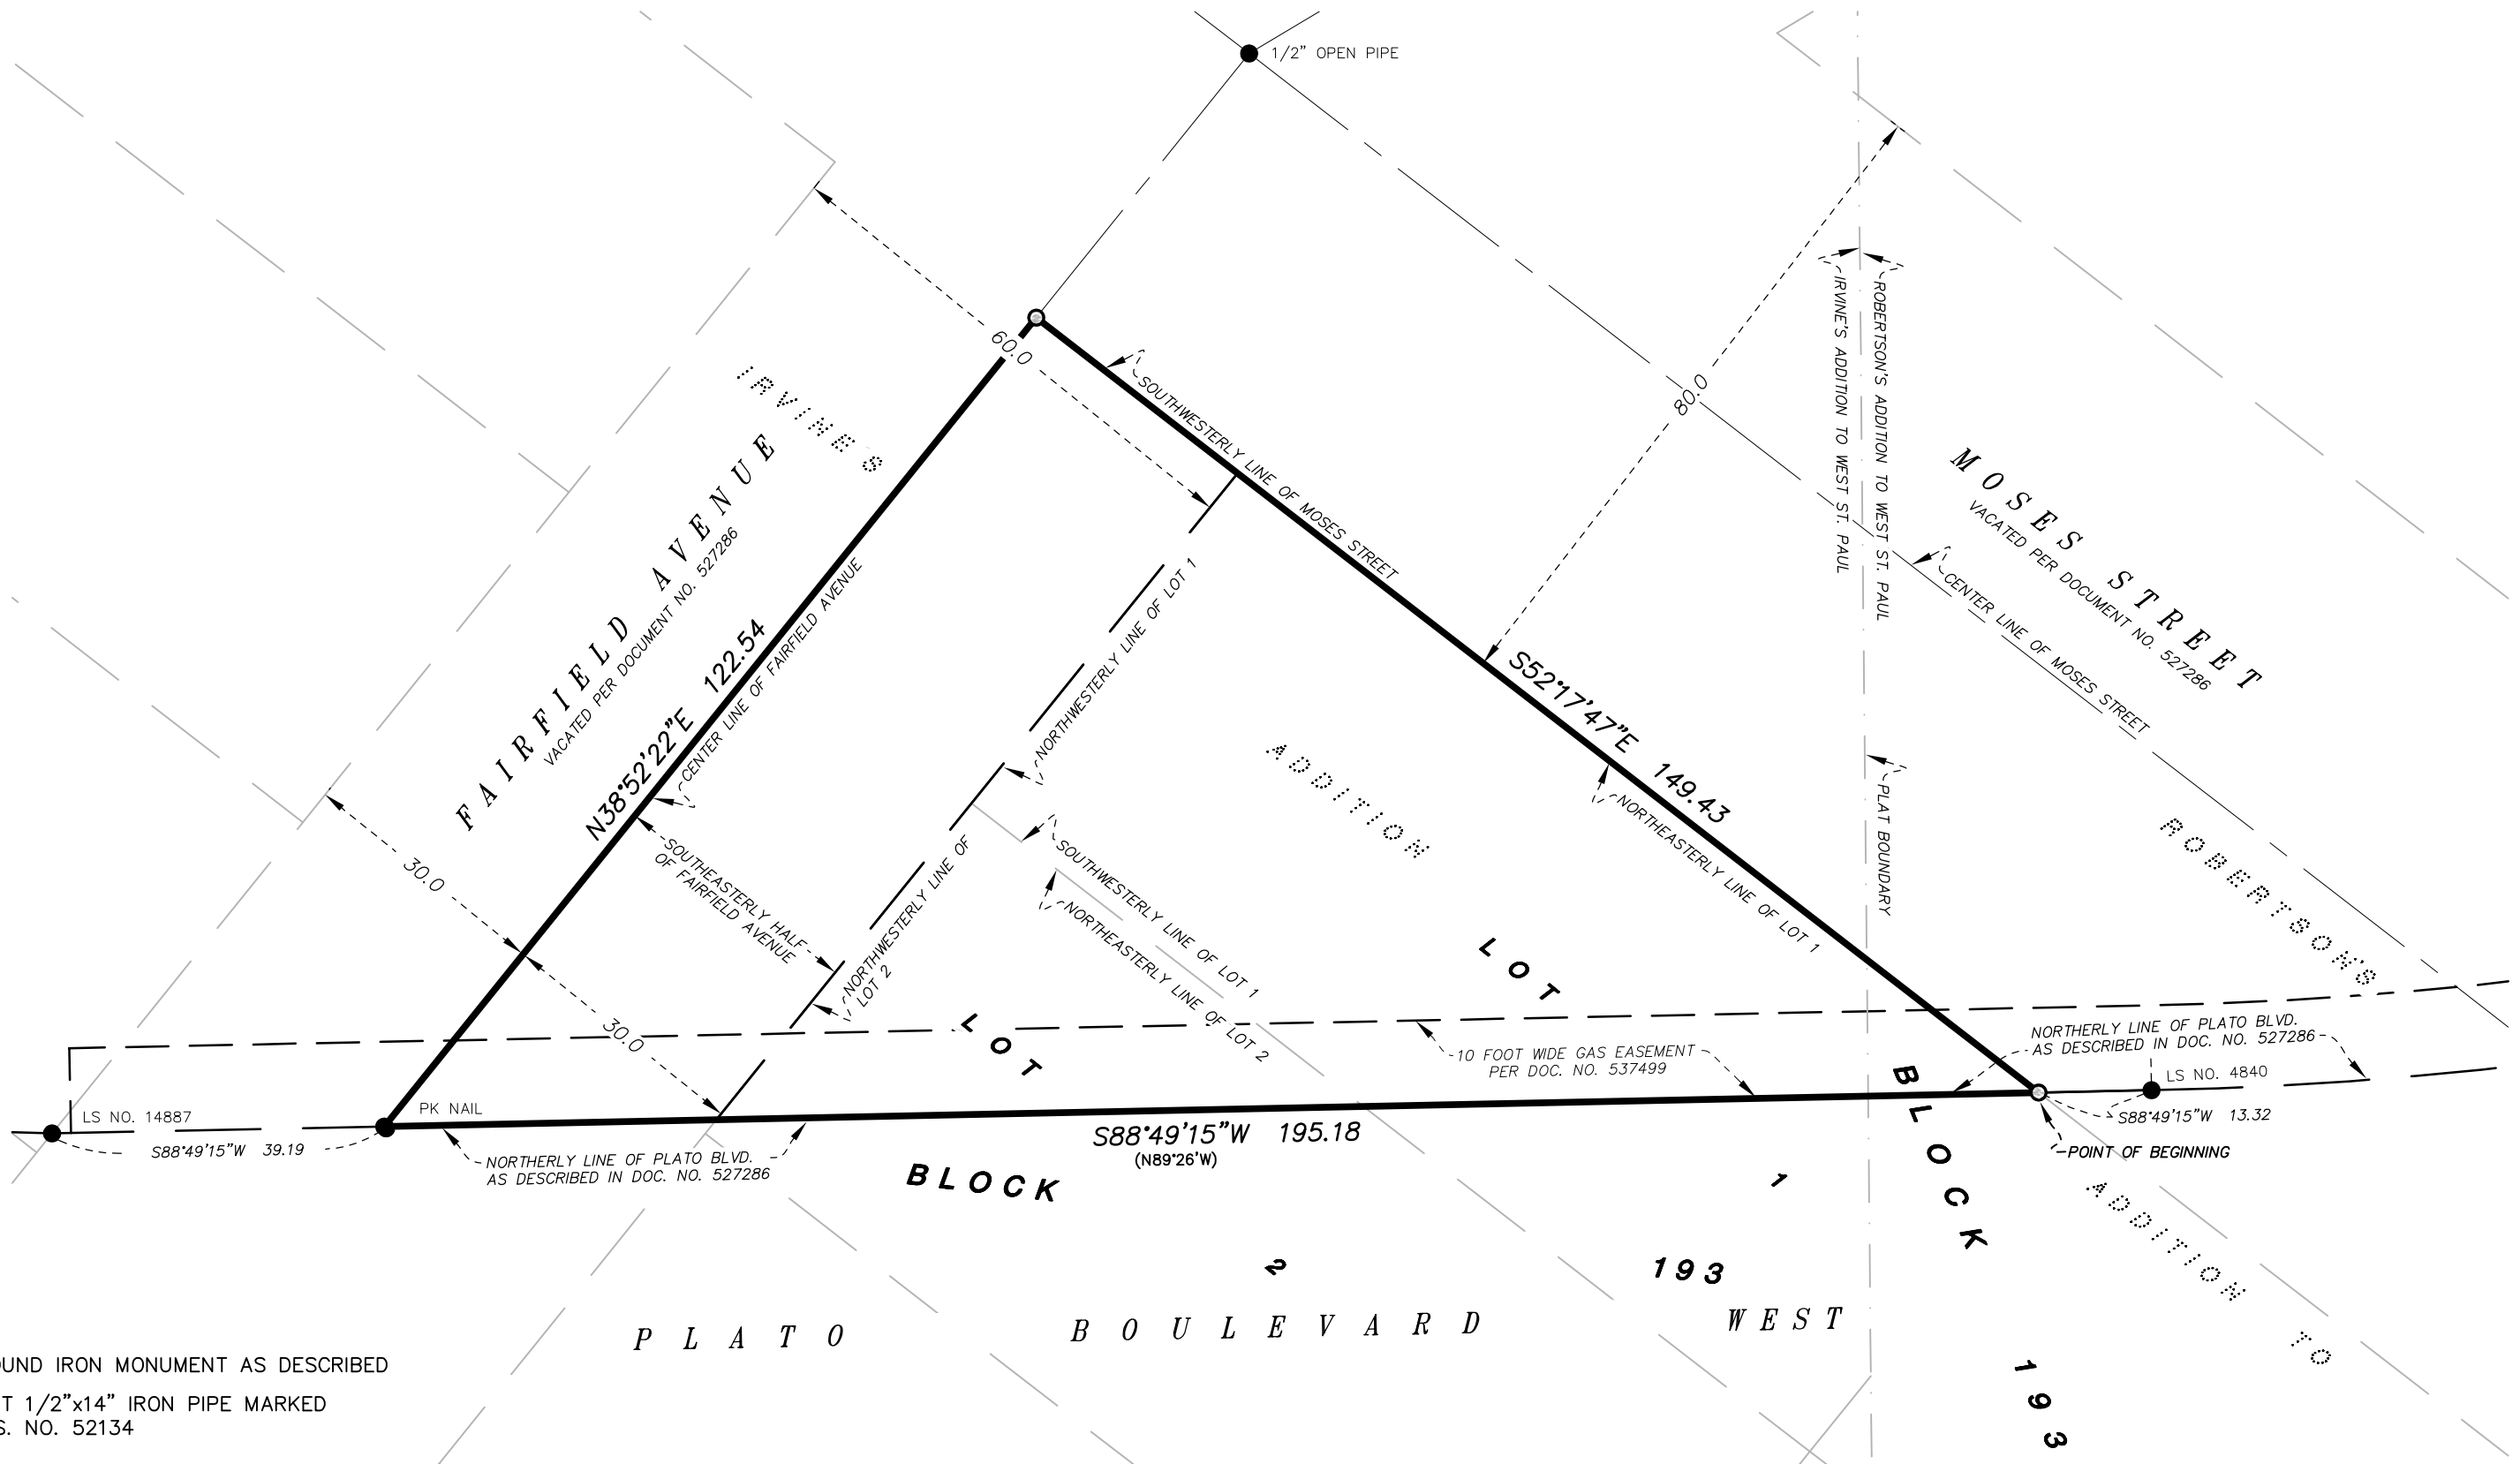 1/2" OPEN PIPE
60.0
80.0
IRVINE'S ADDITION TO WEST ST. PAUL
ROBERTSON'S ADDITION TO WEST ST. PAUL
SOUTHWESTERLY LINE OF MOSES STREET
IRVINES
FAIRFIELD AVENUE
VACATED PER DOCUMENT NO. 527286
MOSES STREET
VACATED PER DOCUMENT NO. 527286
CENTER LINE OF MOSES STREET
N38°52'22"E 122.54
CENTER LINE OF FAIRFIELD AVENUE
NORTHWESTERLY LINE OF LOT 1
S52°17'47"E 149.43
NORTHEASTERLY LINE OF LOT 1
ADDITION
PLAT BOUNDARY
ROBERTSON'S
30.0
SOUTHEASTERLY HALF
OF FAIRFIELD AVENUE
NORTHWESTERLY LINE OF
LOT 2
SOUTHWESTERLY LINE OF LOT 1
NORTHEASTERLY LINE OF LOT 2
LOT
LOT
30.0
10 FOOT WIDE GAS EASEMENT
PER DOC. NO. 537499
NORTHERLY LINE OF PLATO BLVD.
AS DESCRIBED IN DOC. NO. 527286
LS NO. 4840
LS NO. 14887
PK NAIL
S88°49'15"W 39.19
S88°49'15"W 195.18
(N89°26'W)
S88°49'15"W 13.32
POINT OF BEGINNING
NORTHERLY LINE OF PLATO BLVD.
AS DESCRIBED IN DOC. NO. 527286
BLOCK
1
BLOCK
ADDITION
2
193
PLATO BOULEVARD WEST
TO
193
OUND IRON MONUMENT AS DESCRIBED
T 1/2"x14" IRON PIPE MARKED
S. NO. 52134